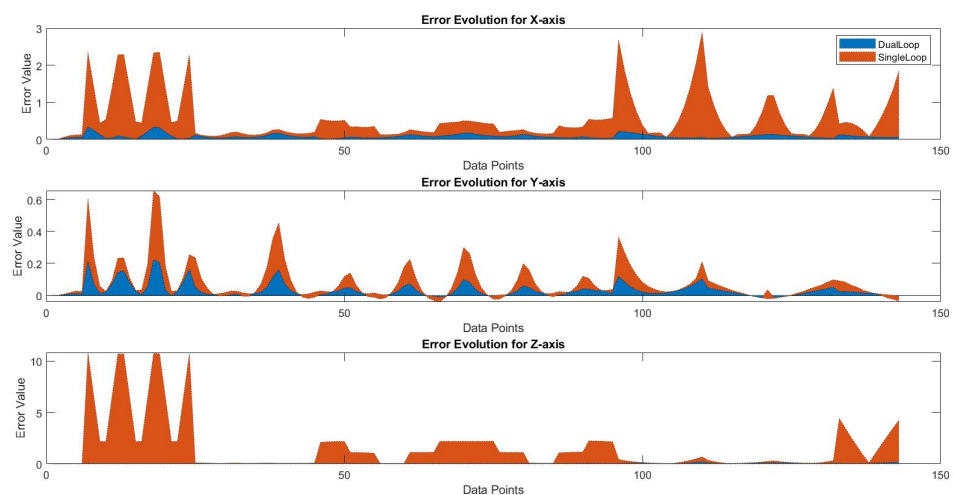 Error Evolution for X-axis
3
2
1
0
Error Value
DualLoop
SingleLoop
0
50
100
150
Data Points
Error Evolution for Y-axis
0.6
0.4
0.2
0
Error Value
0
50
100
150
Data Points
Error Evolution for Z-axis
10
5
0
Error Value
0
50
100
150
Data Points